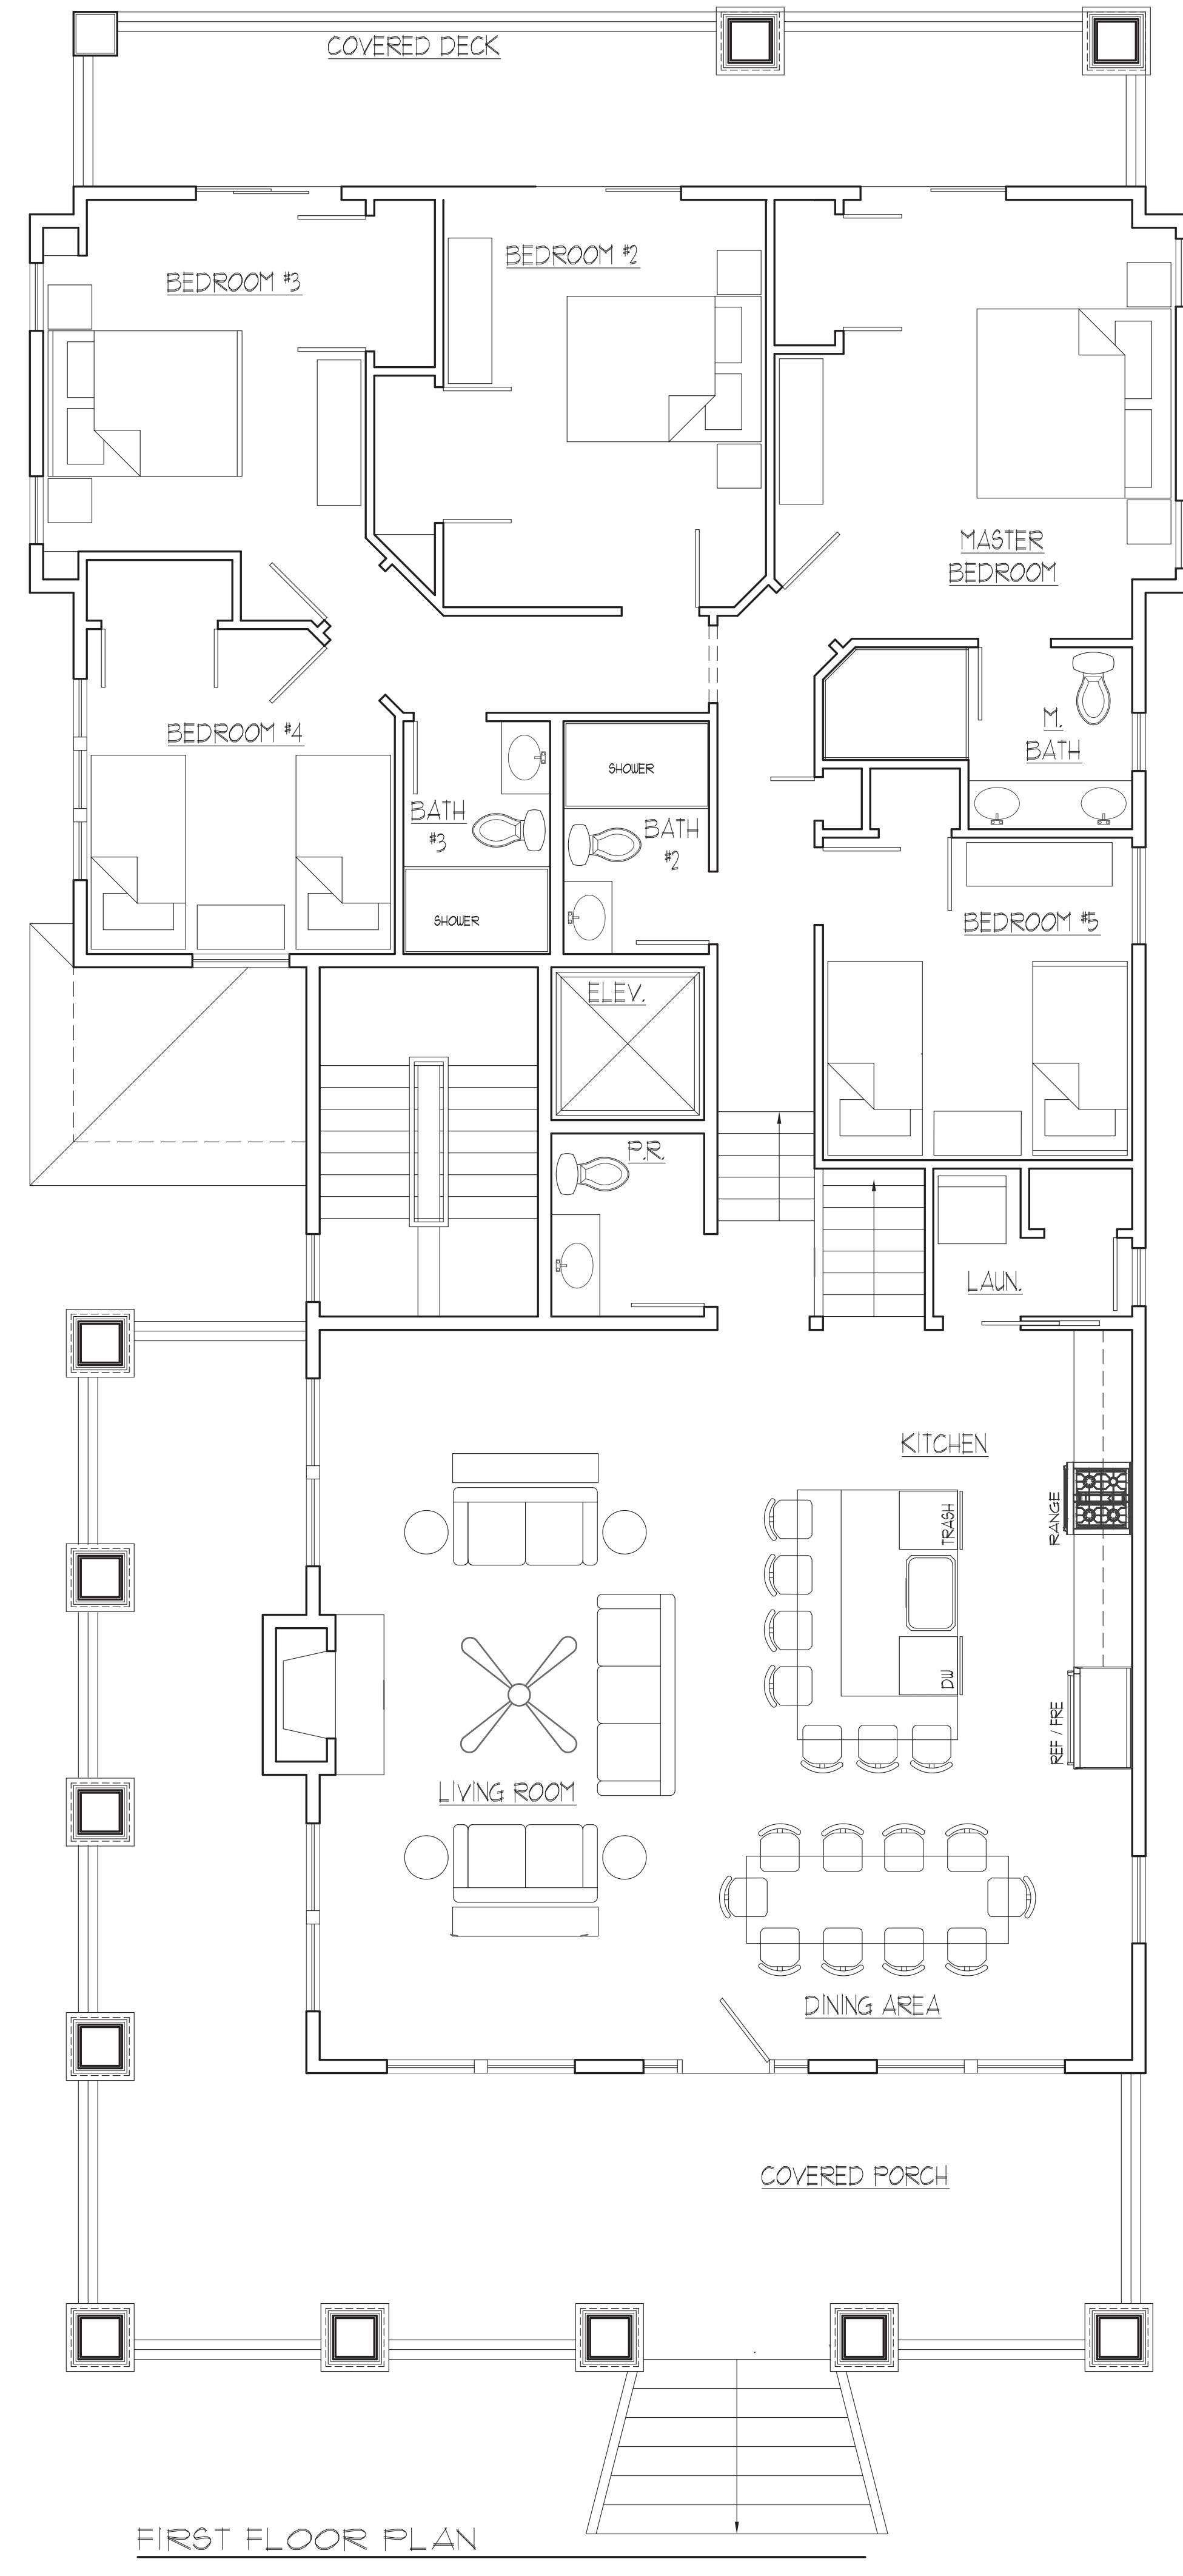 COVERED DECK
BEDROOM #2
BEDROOM #3
MASTER
BEDROOM
BEDROOM #4
M.
BATH
SHOWER
BATH
#3
BATH
#2
SHOWER
BEDROOM #5
ELEV.
P.R.
LAUN.
KITCHEN
TRASH
RANGE
DW
REF / FRE
LIVING ROOM
DINING AREA
COVERED PORCH
FIRST FLOOR PLAN